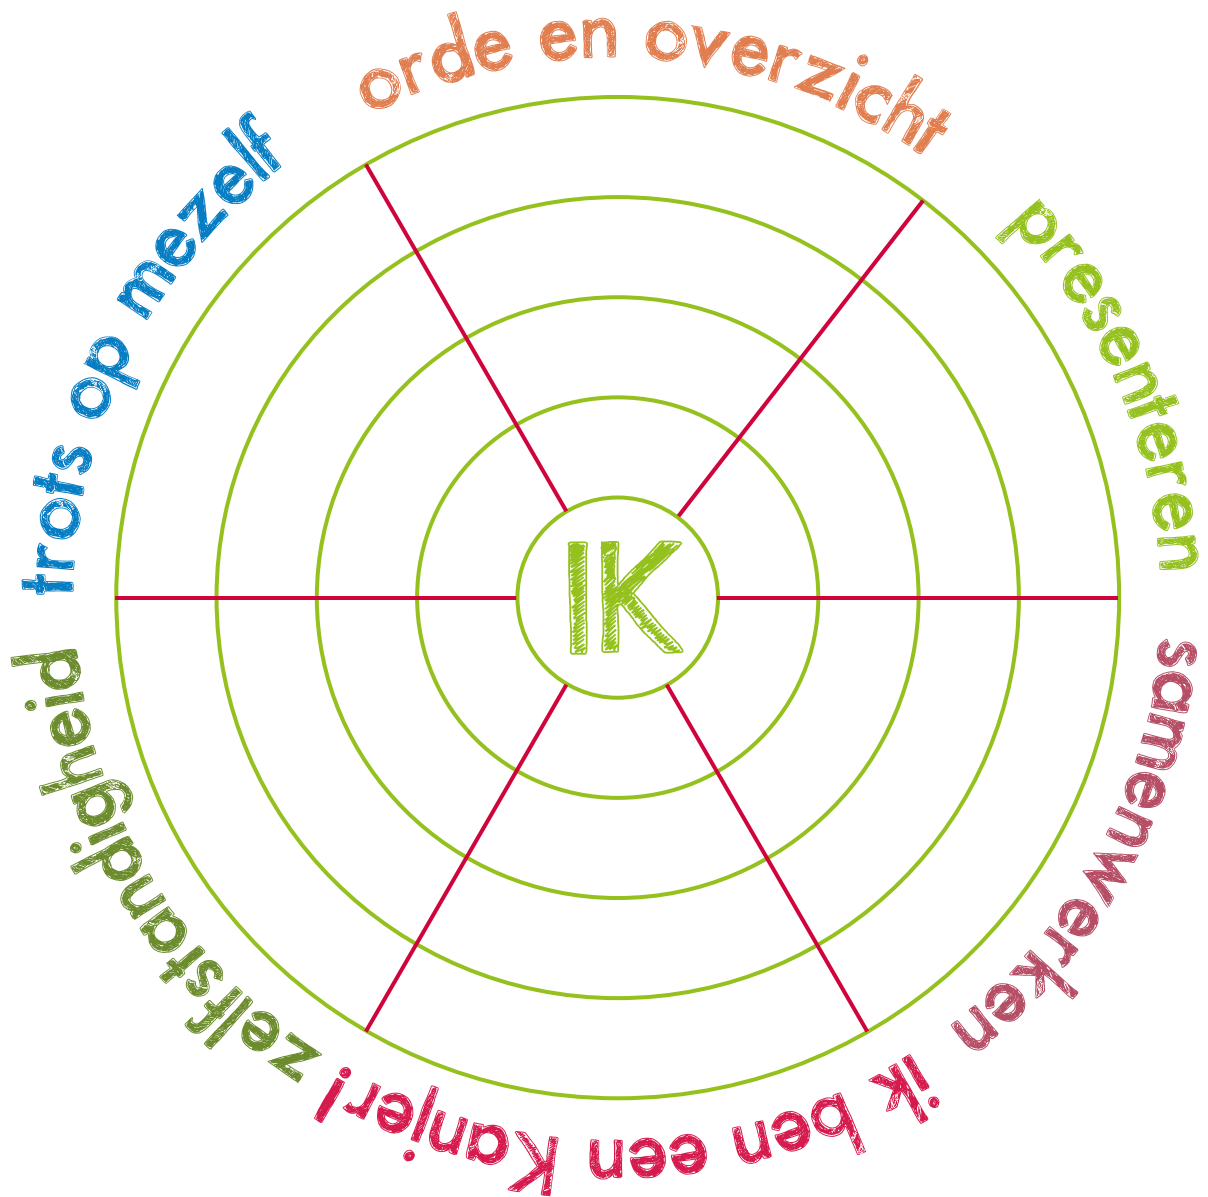 orde en overzicht
presenteren
samenwerken
ik ben een Kanjer!
zelfstandigheid
trots op mezelf
IK